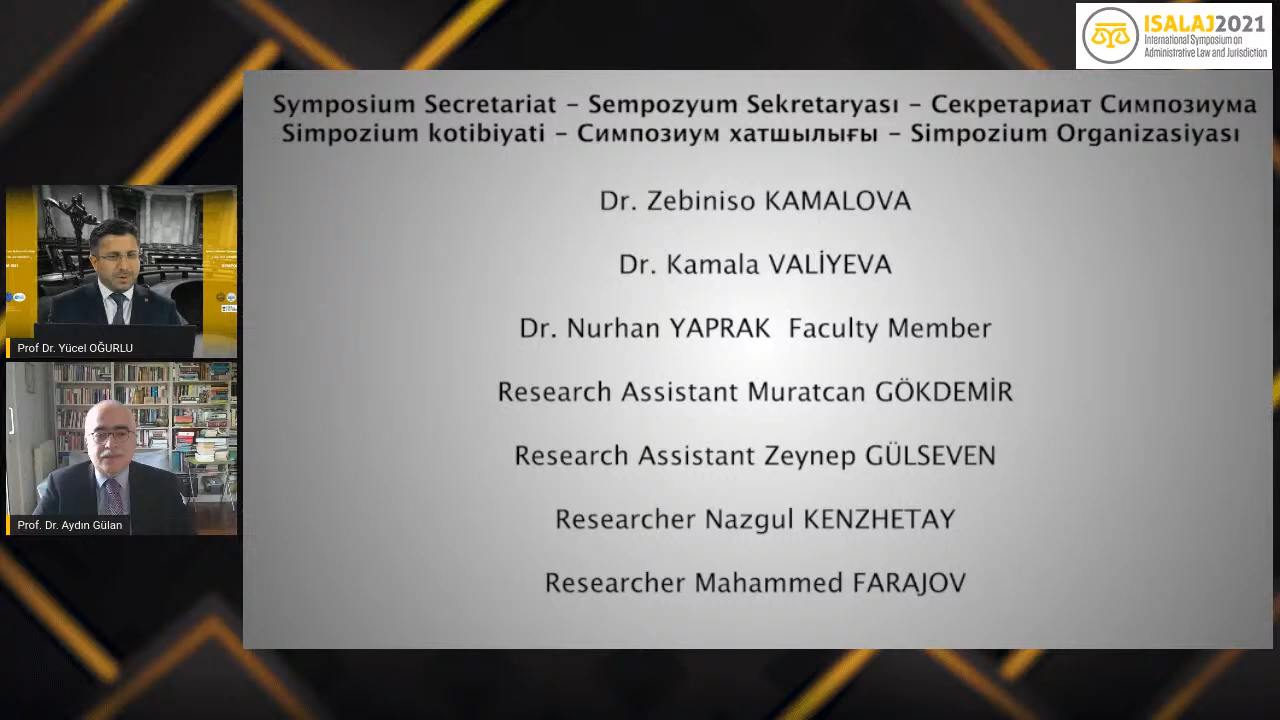 ISALAJ2021
International Symposium on
Administrative Law and Jurisdiction
Symposium Secretariat – Sempozyum Sekretaryası – Секретариат Симпозиума
Simpozium kotibiyati – Симпозиум хатшылығы – Simpozium Organizasiyası
Dr. Zebiniso KAMALOVA
Dr. Kamala VALİYEVA
Dr. Nurhan YAPRAK Faculty Member
Research Assistant Muratcan GÖKDEMİR
Research Assistant Zeynep GÜLSEVEN
Researcher Nazgul KENZHETAY
Researcher Mahammed FARAJOV
Prof Dr. Yücel OĞURLU
Prof. Dr. Aydın Gülan